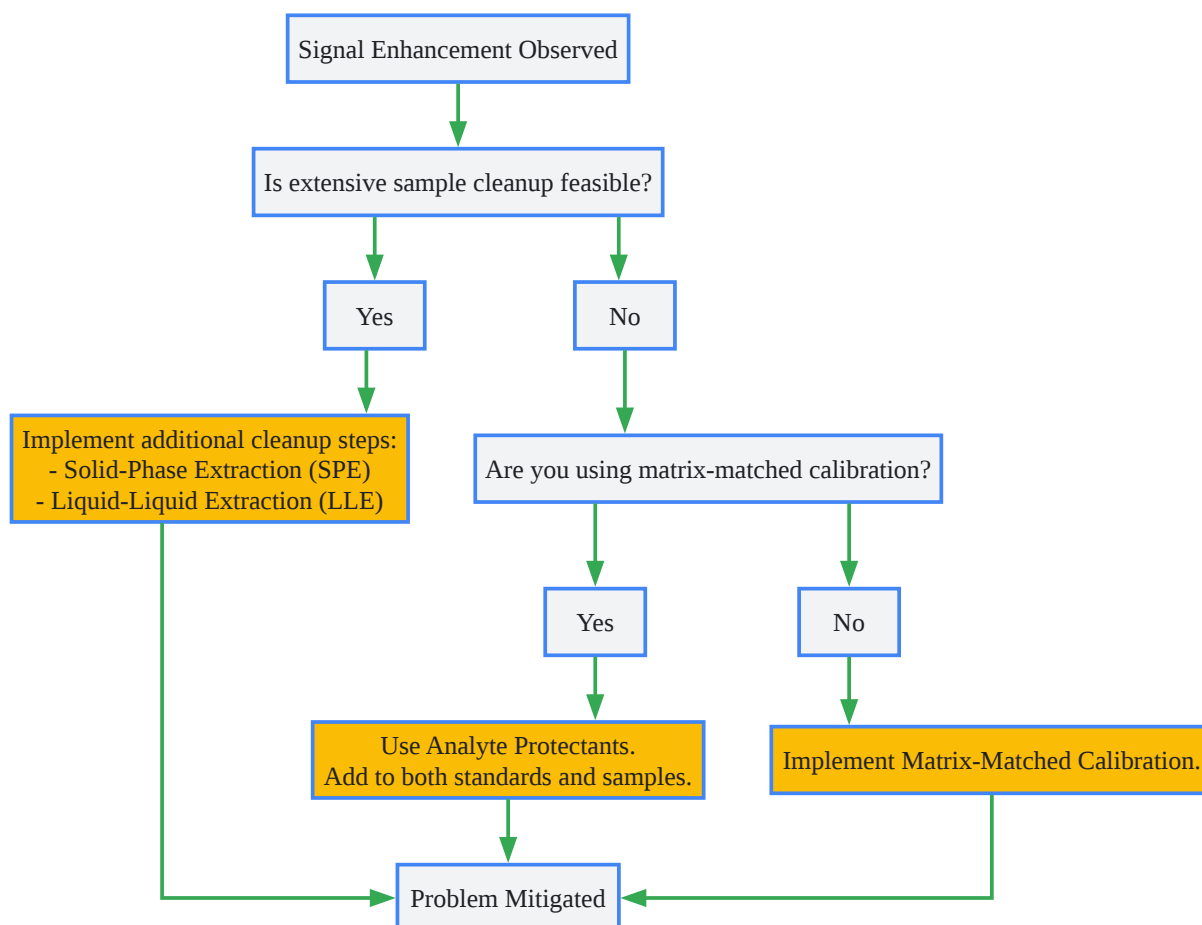 Signal Enhancement Observed
Is extensive sample cleanup feasible?
Yes
No
Implement additional cleanup steps:
- Solid-Phase Extraction (SPE)
- Liquid-Liquid Extraction (LLE)
Are you using matrix-matched calibration?
Yes
No
Use Analyte Protectants.
Add to both standards and samples.
Implement Matrix-Matched Calibration.
Problem Mitigated